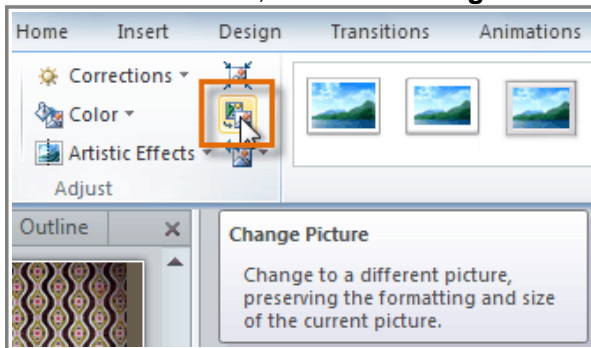 Home Insert Design Transitions Animations
Corrections
Color
Artistic Effects
Adjust
Outline
Change Picture
Change to a different picture,
preserving the formatting and size
of the current picture.